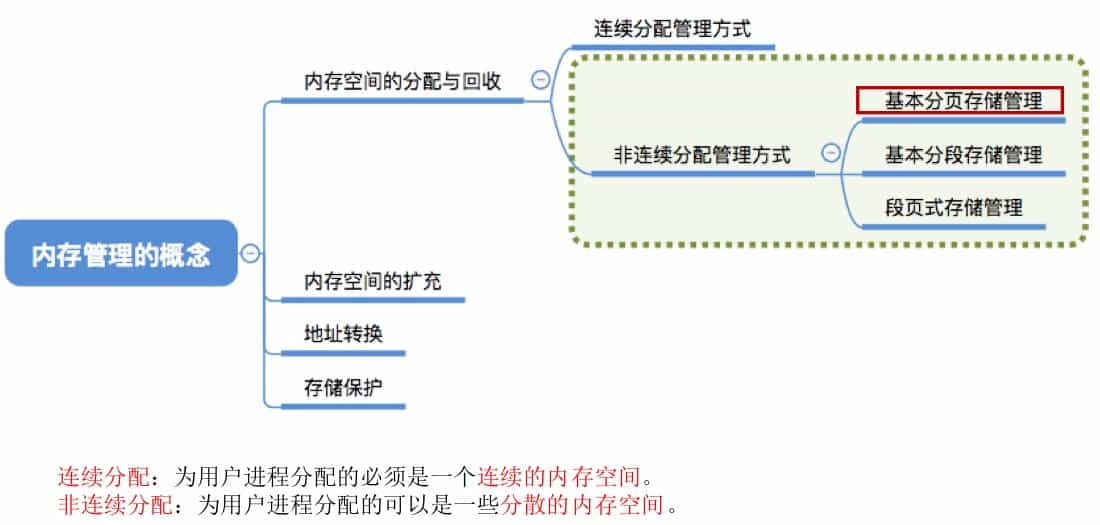 连续分配管理方式
内存空间的分配与回收
基本分页存储管理
非连续分配管理方式
基本分段存储管理
段页式存储管理
内存管理的概念
内存空间的扩充
地址转换
存储保护
连续分配：为用户进程分配的必须是一个连续的内存空间。
非连续分配：为用户进程分配的可以是一些分散的内存空间。